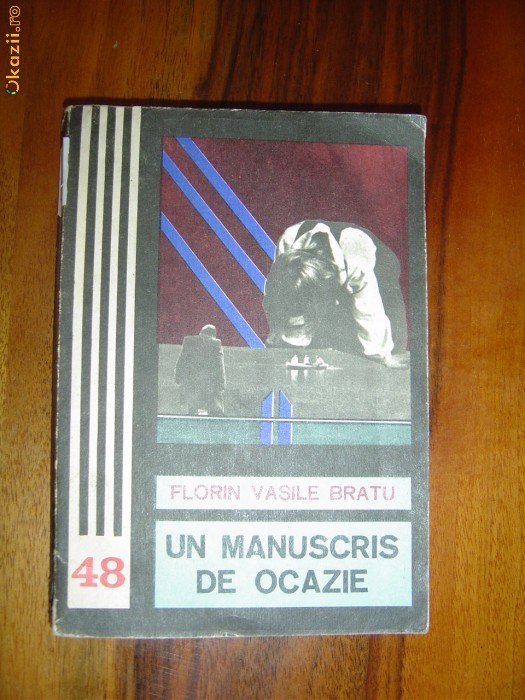 Okazii.ro
FLORIN VASILE BRATU
UN MANUSCRIS
DE OCAZIE
48